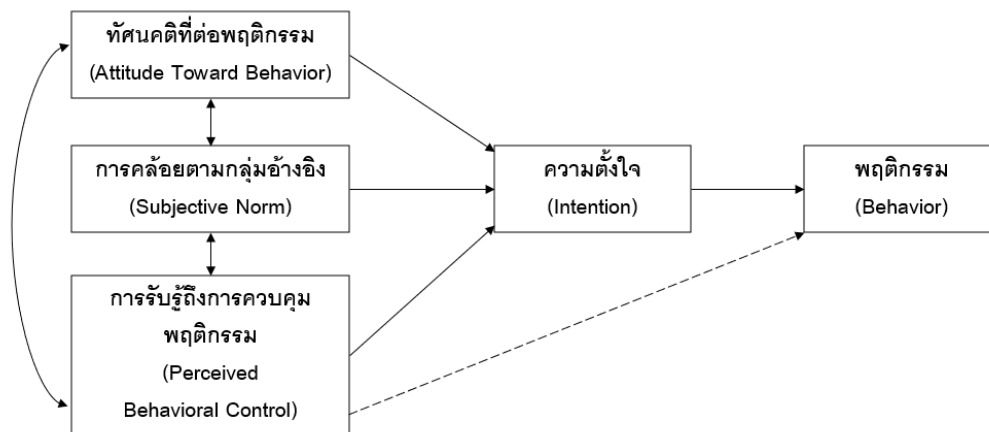 ทัศนคติที่ต่อพฤติกรรม
(Attitude Toward Behavior)
การคล้อยตามกลุ่มอ้างอิง
(Subjective Norm)
การรับรู้ถึงการควบคุม
พฤติกรรม
(Perceived
Behavioral Control)
ความตั้งใจ
(Intention)
พฤติกรรม
(Behavior)